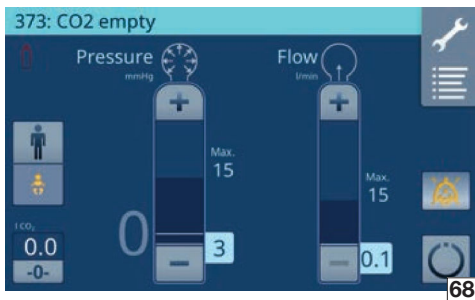 373: CO2 empty
Pressure
mmHg
Flow
l/min
Max.
15
Max.
15
I CO₂
0.0
-0-
0
3
0.1
68